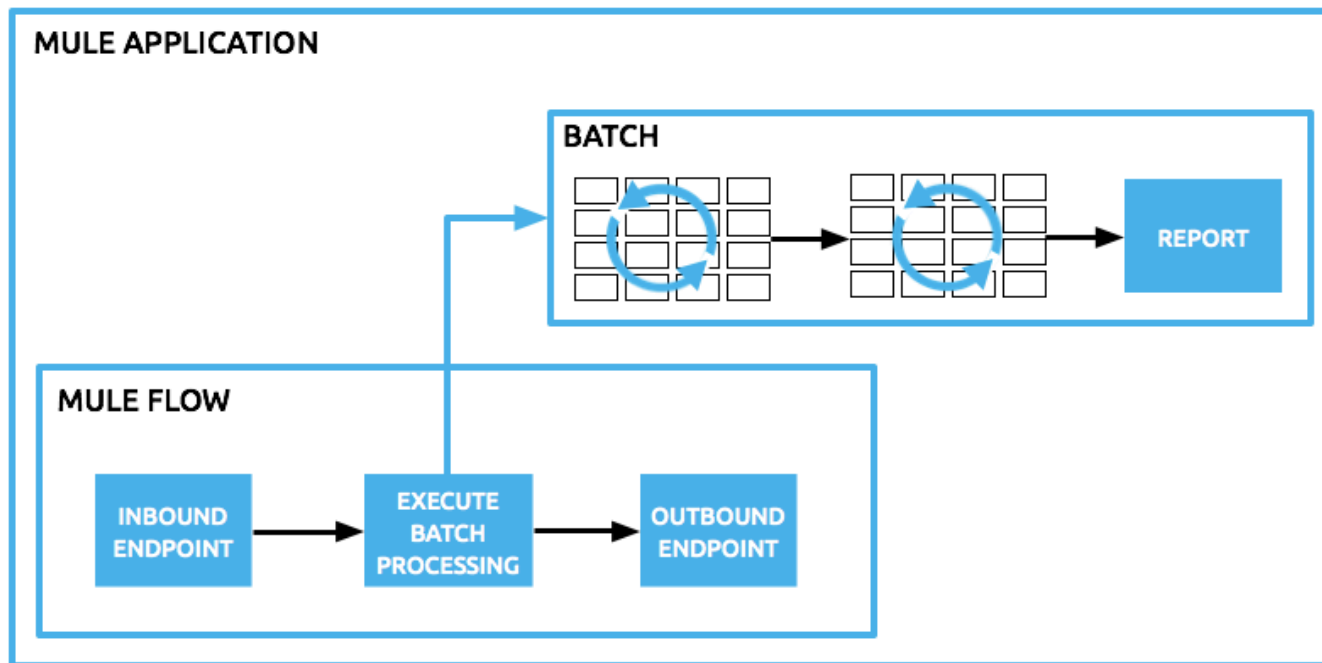 MULE APPLICATION
BATCH
REPORT
MULE FLOW
INBOUND
ENDPOINT
EXECUTE
BATCH
PROCESSING
OUTBOUND
ENDPOINT